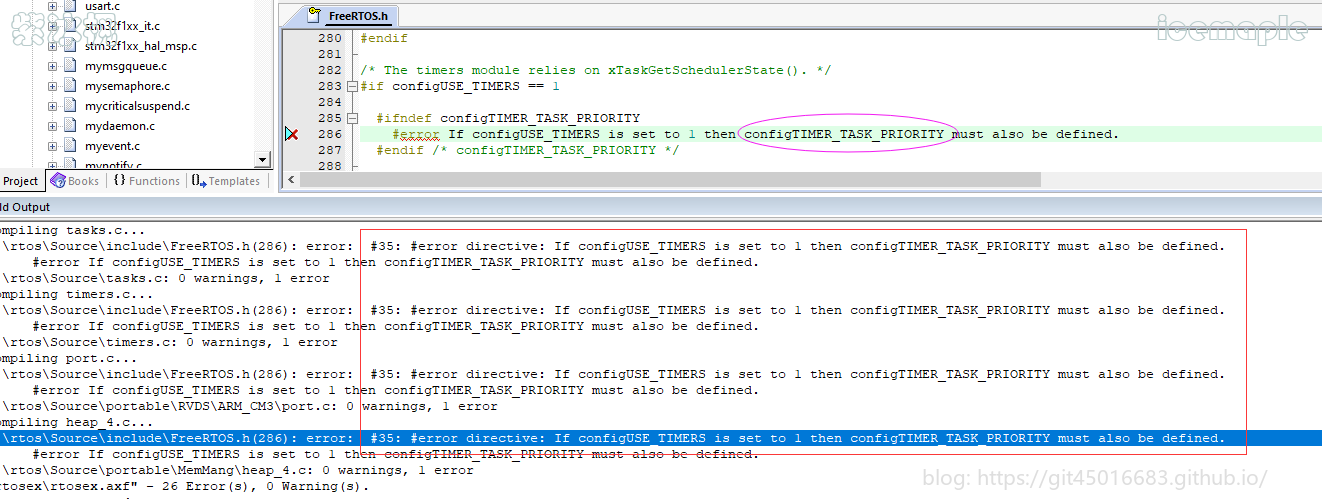 usart.c
stm32f1xx_it.c
stm32f1xx_hal_msp.c
mymsgqueue.c
mysemaphore.c
mycriticalsuspend.c
mydaemon.c
myevent.c
mynotify.c
Project Books {} Functions Templates
FreeRTOS.h
icemaple
280 #endif
281
282 /* The timers module relies on xTaskGetSchedulerState(). */
283 #if configUSE_TIMERS == 1
284
285 #ifndef configTIMER_TASK_PRIORITY
286 #error If configUSE_TIMERS is set to 1 then configTIMER_TASK_PRIORITY must also be defined.
287 #endif /* configTIMER_TASK_PRIORITY */
288
ld Output
ompiling tasks.c...
\rtos\Source\include\FreeRTOS.h(286): error: #35: #error directive: If configUSE_TIMERS is set to 1 then configTIMER_TASK_PRIORITY must also be defined.
#error If configUSE_TIMERS is set to 1 then configTIMER_TASK_PRIORITY must also be defined.
\rtos\Source\tasks.c: 0 warnings, 1 error
ompiling timers.c...
\rtos\Source\include\FreeRTOS.h(286): error: #35: #error directive: If configUSE_TIMERS is set to 1 then configTIMER_TASK_PRIORITY must also be defined.
#error If configUSE_TIMERS is set to 1 then configTIMER_TASK_PRIORITY must also be defined.
\rtos\Source\timers.c: 0 warnings, 1 error
ompiling port.c...
\rtos\Source\include\FreeRTOS.h(286): error: #35: #error directive: If configUSE_TIMERS is set to 1 then configTIMER_TASK_PRIORITY must also be defined.
#error If configUSE_TIMERS is set to 1 then configTIMER_TASK_PRIORITY must also be defined.
\rtos\Source\portable\RVDS\ARM_CM3\port.c: 0 warnings, 1 error
ompiling heap_4.c...
\rtos\Source\include\FreeRTOS.h(286): error: #35: #error directive: If configUSE_TIMERS is set to 1 then configTIMER_TASK_PRIORITY must also be defined.
#error If configUSE_TIMERS is set to 1 then configTIMER_TASK_PRIORITY must also be defined.
\rtos\Source\portable\MemMang\heap_4.c: 0 warnings, 1 error
rtosex\rtosex.axf" - 26 Error(s), 0 Warning(s).
blog: https://git45016683.github.io/